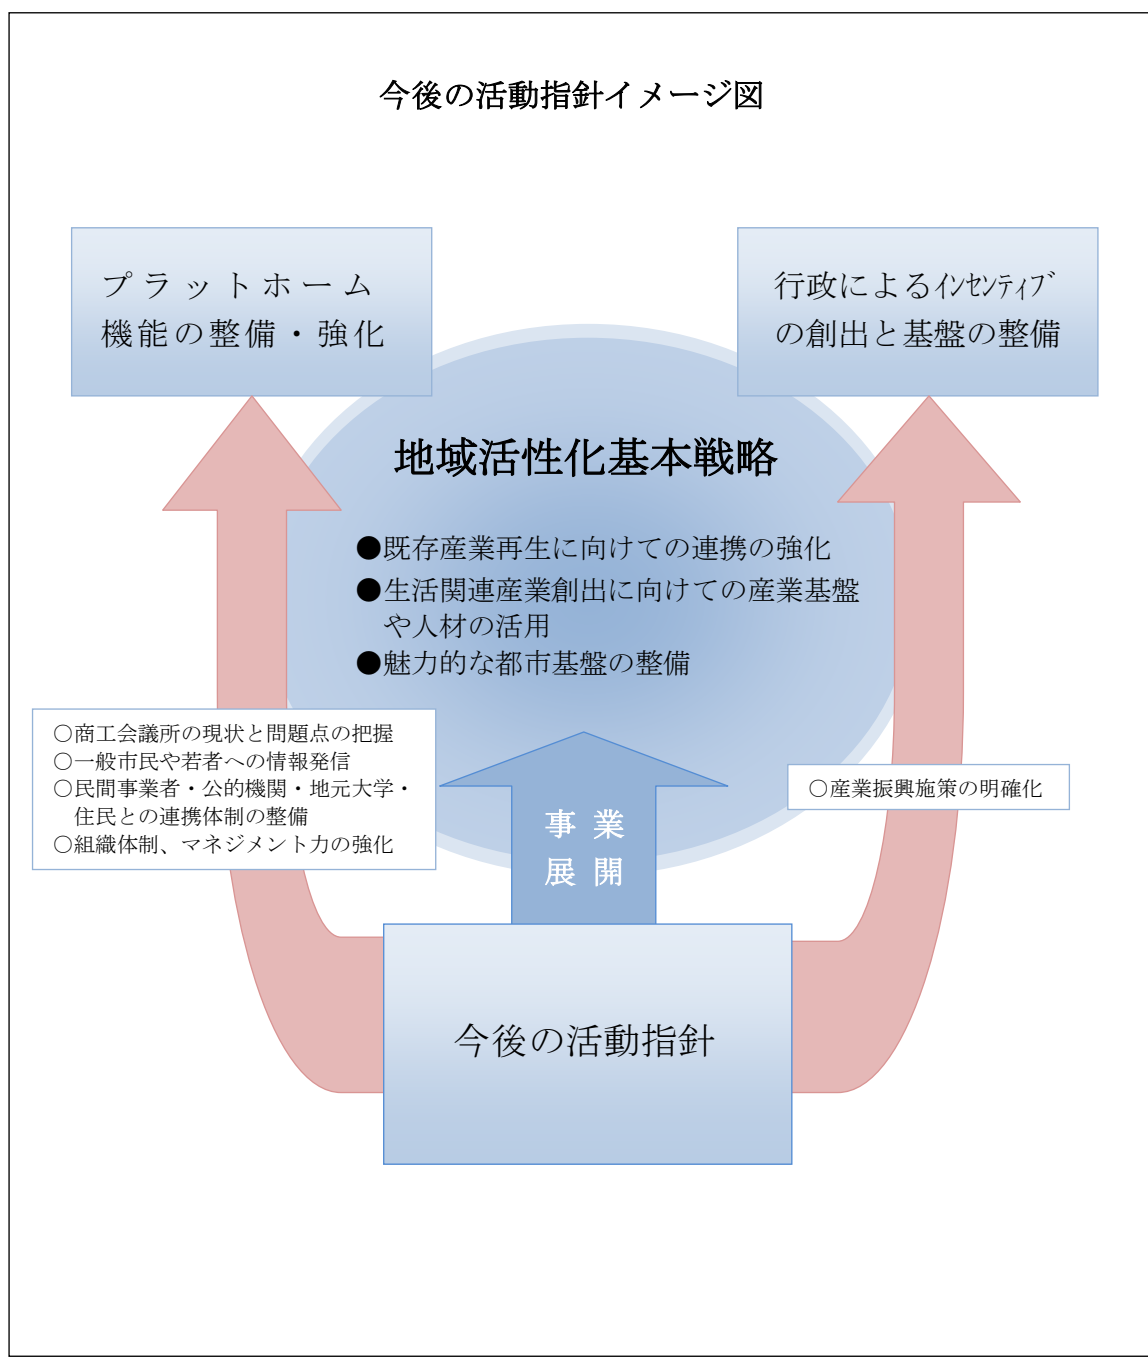 今後の活動指針イメージ図
プラットホーム
機能の整備・強化
行政によるインセンティブ
の創出と基盤の整備
地域活性化基本戦略
●既存産業再生に向けての連携の強化
●生活関連産業創出に向けての産業基盤
や人材の活用
●魅力的な都市基盤の整備
○商工会議所の現状と問題点の把握
○一般市民や若者への情報発信
○民間事業者・公的機関・地元大学・
住民との連携体制の整備
○組織体制、マネジメント力の強化
○産業振興施策の明確化
事業
展開
今後の活動指針